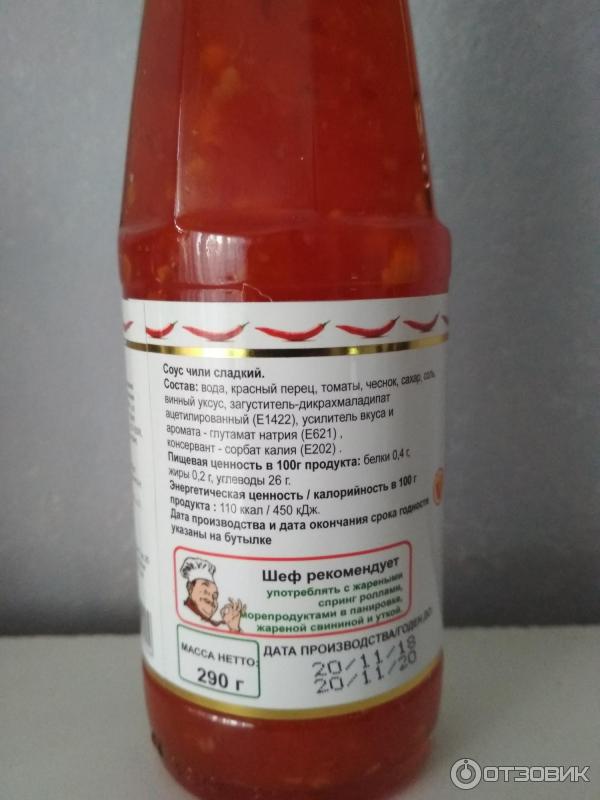 Соус чили сладкий.
Состав: вода, красный перец, томаты, чеснок, сахар, соль,
винный уксус, загуститель-дикрахмаладипат
ацетилированный (Е1422), усилитель вкуса и
аромата - глутамат натрия (Е621) ,
консервант - сорбат калия (Е202) .
Пищевая ценность в 100г продукта: белки 0,4 г,
жиры 0,2 г, углеводы 26 г.
Энергетическая ценность / калорийность в 100 г
продукта : 110 ккал / 450 кДж.
Дата производства и дата окончания срока годности
указаны на бутылке
Шеф рекомендует
употреблять с жареными
спринг роллами,
морепродуктами в панировке,
жареной свининой и уткой.
МАССА НЕТТО:
290 г
ДАТА ПРОИЗВОДСТВА/ГОДЕН ДО:
20/11/18
20/11/20
ОТЗОВИК